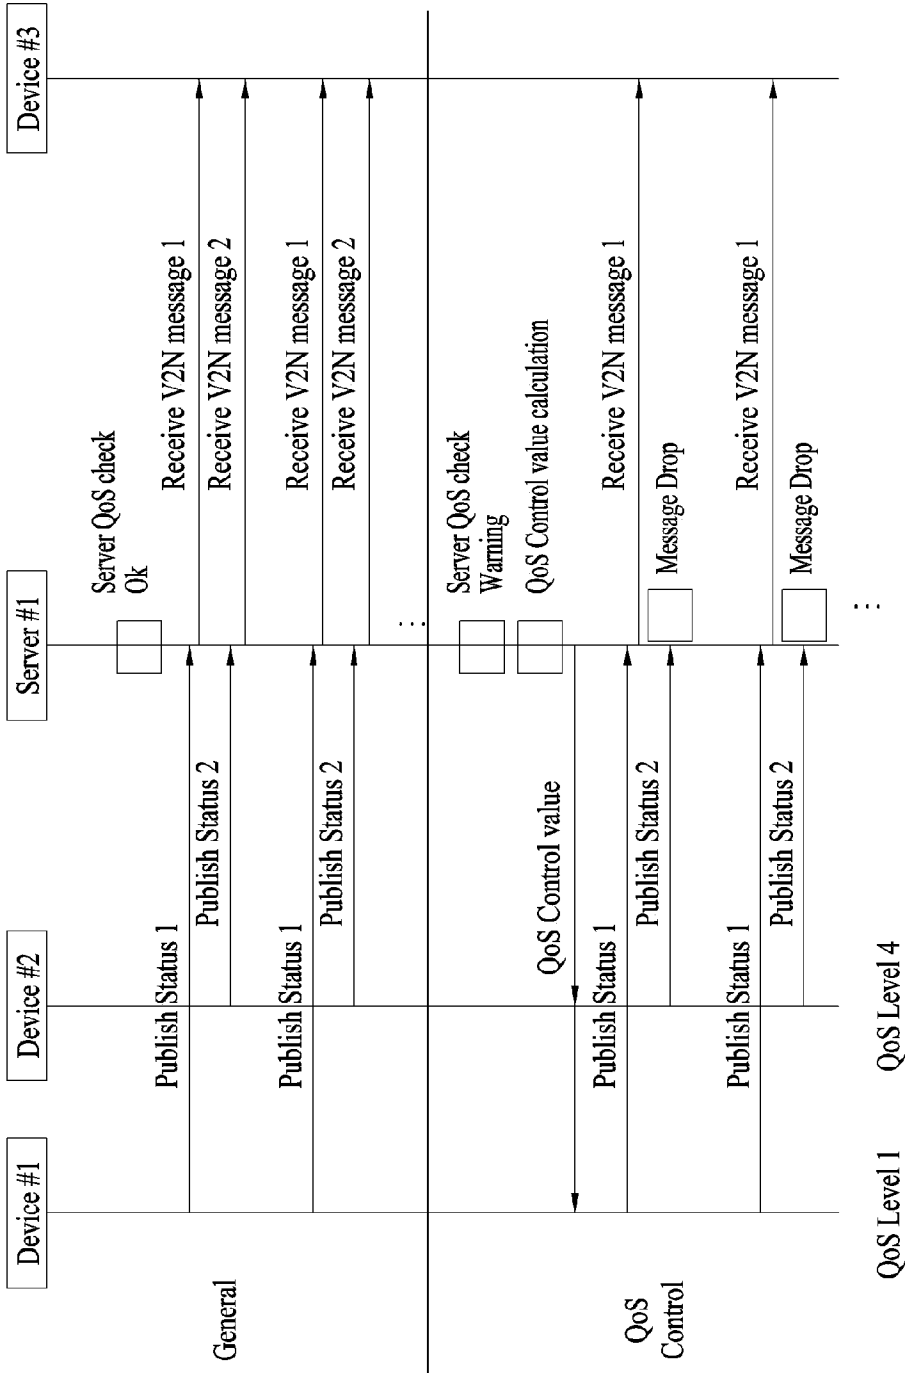 Device #1
Device #2
Server #1
Device #3
General
Server QoS check
Ok
Publish Status 1
Receive V2N message 1
Publish Status 2
Receive V2N message 2
Publish Status 1
Receive V2N message 1
Publish Status 2
Receive V2N message 2
...
QoS
Control
Server QoS check
Warning
QoS Control value calculation
QoS Control value
Publish Status 1
Receive V2N message 1
Publish Status 2
Message Drop
Publish Status 1
Receive V2N message 1
Publish Status 2
Message Drop
...
QoS Level 1
QoS Level 4